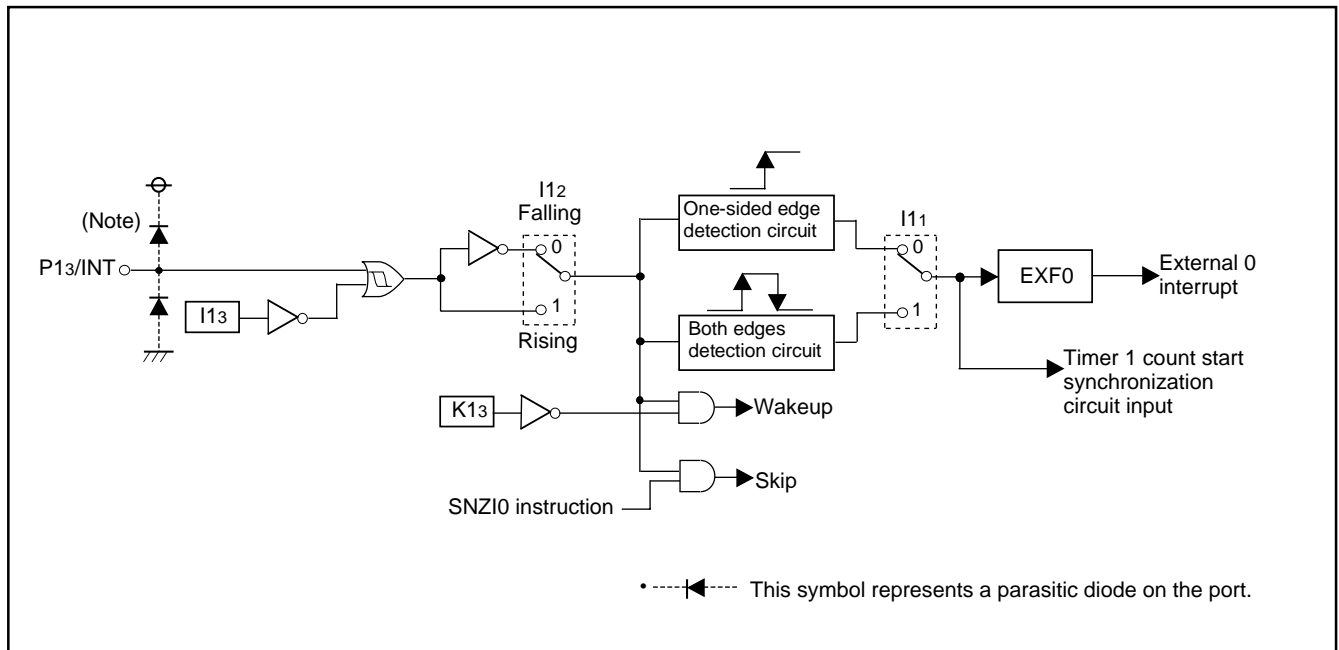 I12
Falling
0
1
Rising
(Note)
P13/INT
I13
One-sided edge
detection circuit
Both edges
detection circuit
I11
0
1
EXF0
External 0
interrupt
Timer 1 count start
synchronization
circuit input
K13
Wakeup
Skip
SNZI0 instruction
• This symbol represents a parasitic diode on the port.